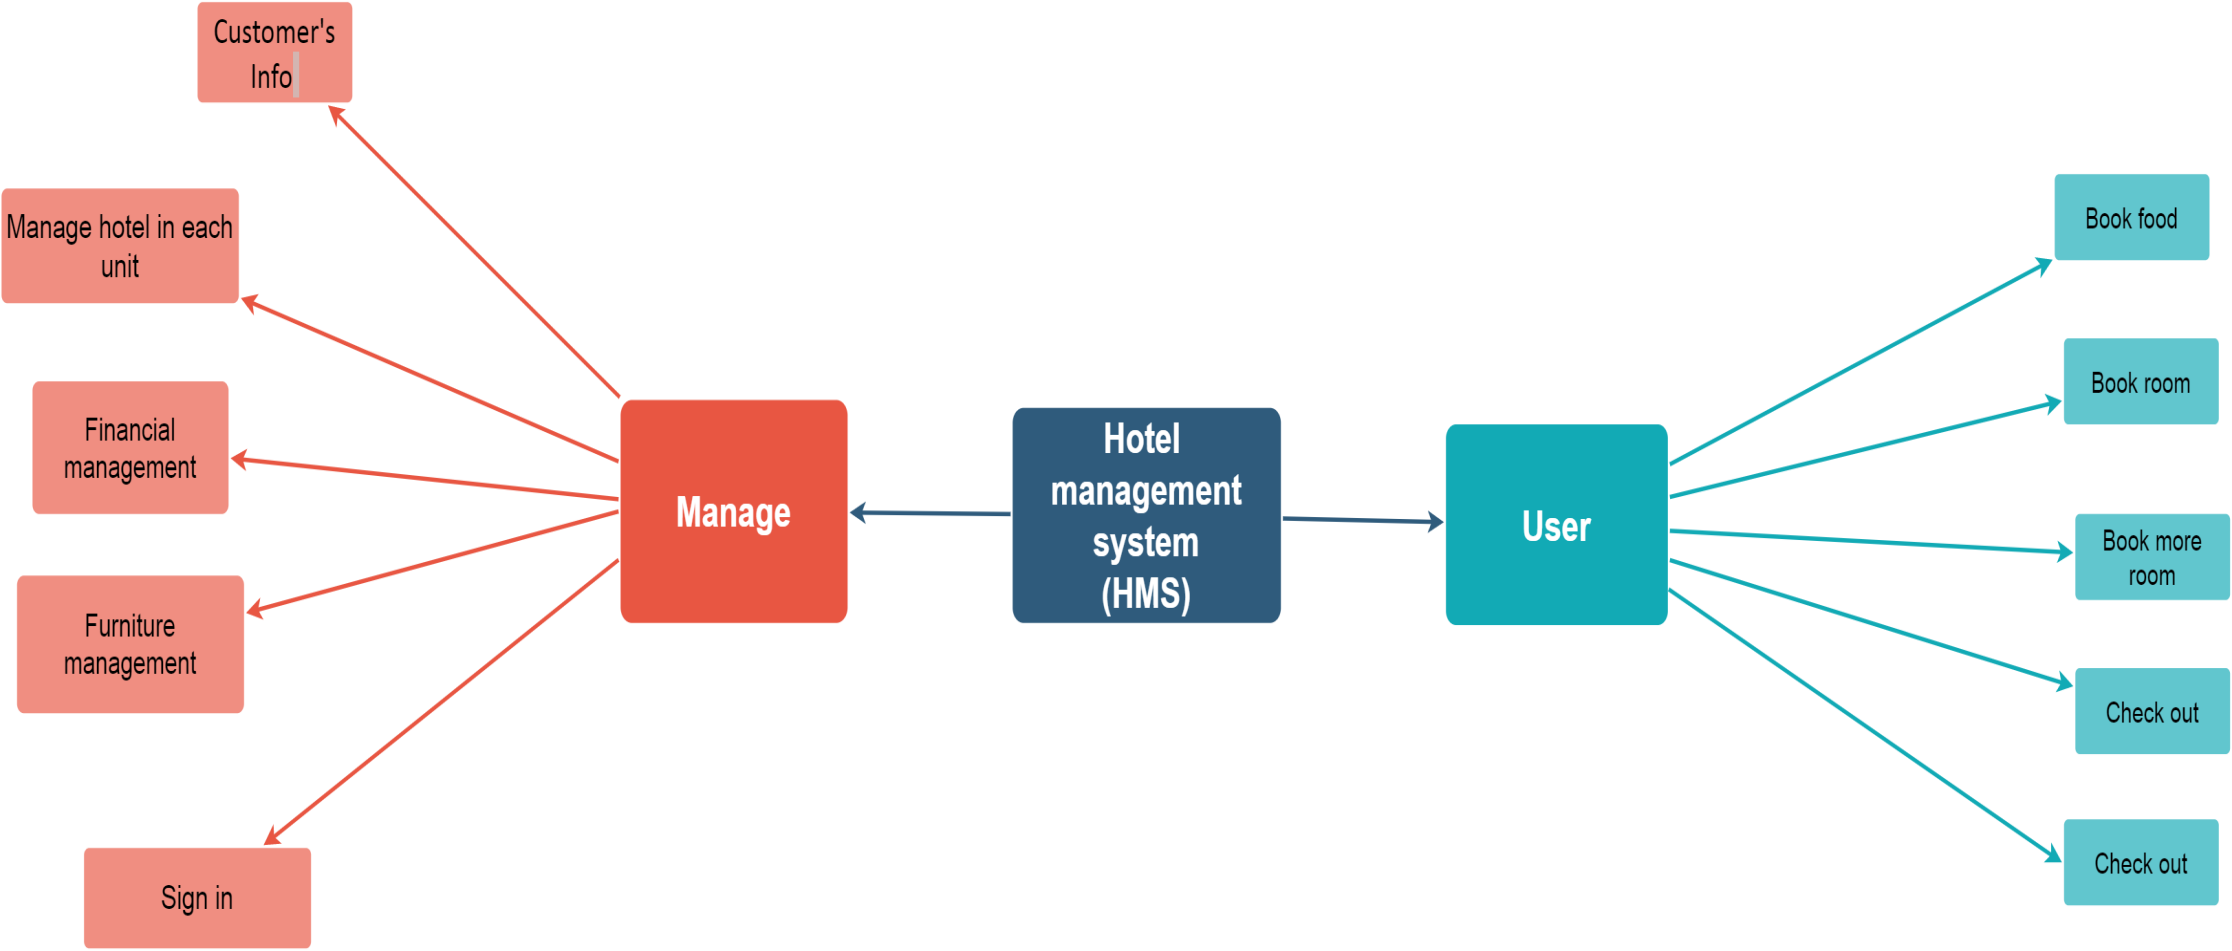 Customer's
Info
Manage hotel in each
unit
Financial
management
Furniture
management
Sign in
Manage
Hotel
management
system
(HMS)
User
Book food
Book room
Book more
room
Check out
Check out